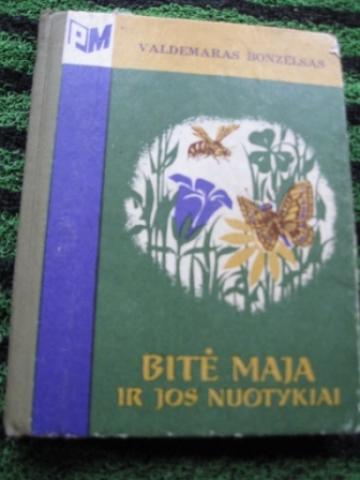 PM
VALDEMARAS BONZELSAS
BITĖ MAJA
IR JOS NUOTYKIAI